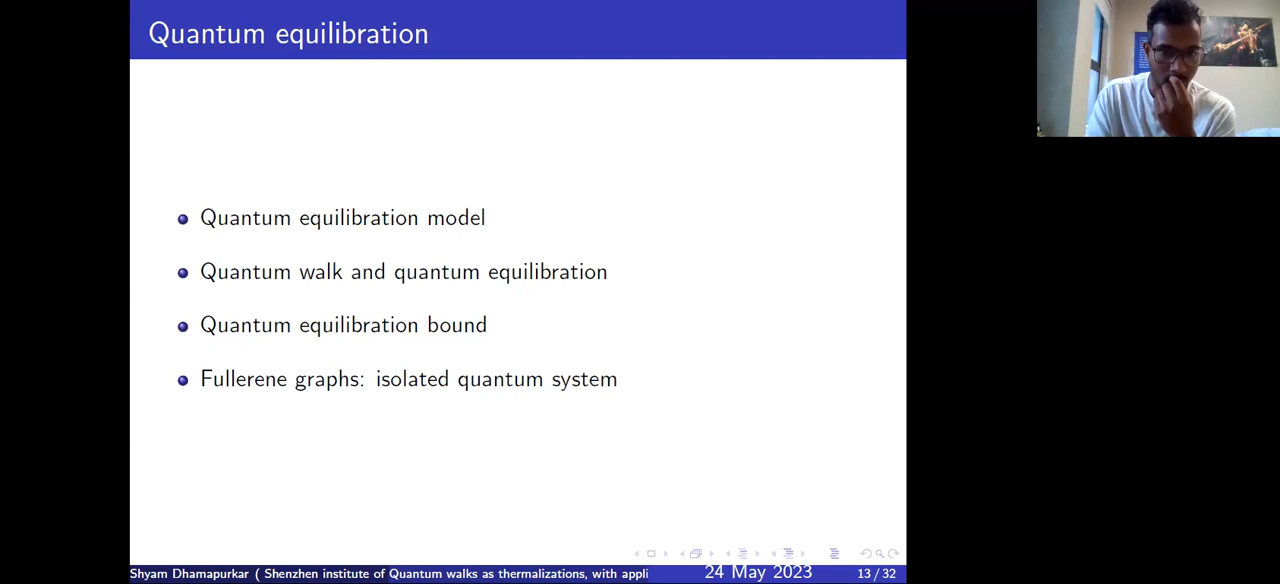 Quantum equilibration
Quantum equilibration model
Quantum walk and quantum equilibration
Quantum equilibration bound
Fullerene graphs: isolated quantum system
Shyam Dhamapurkar ( Shenzhen institute of Quantum walks as thermalizations, with appli 24 May 2023 13 / 32